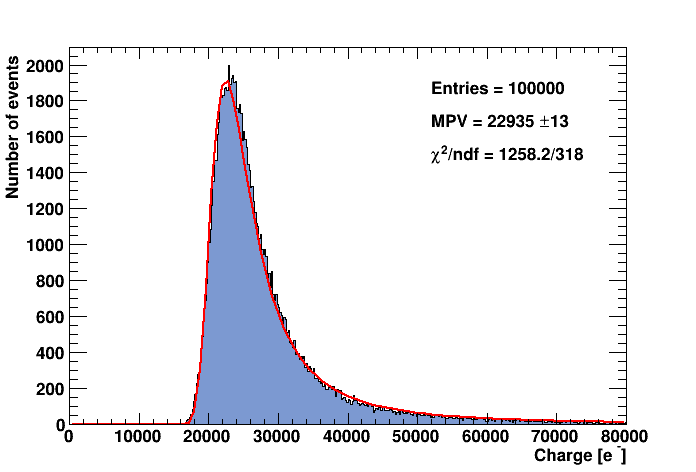 Number of events
2000
1800
1600
1400
1200
1000
800
600
400
200
0
Entries = 100000
MPV = 22935 ±13
χ²/ndf = 1258.2/318
0 10000 20000 30000 40000 50000 60000 70000 80000
Charge [e⁻]